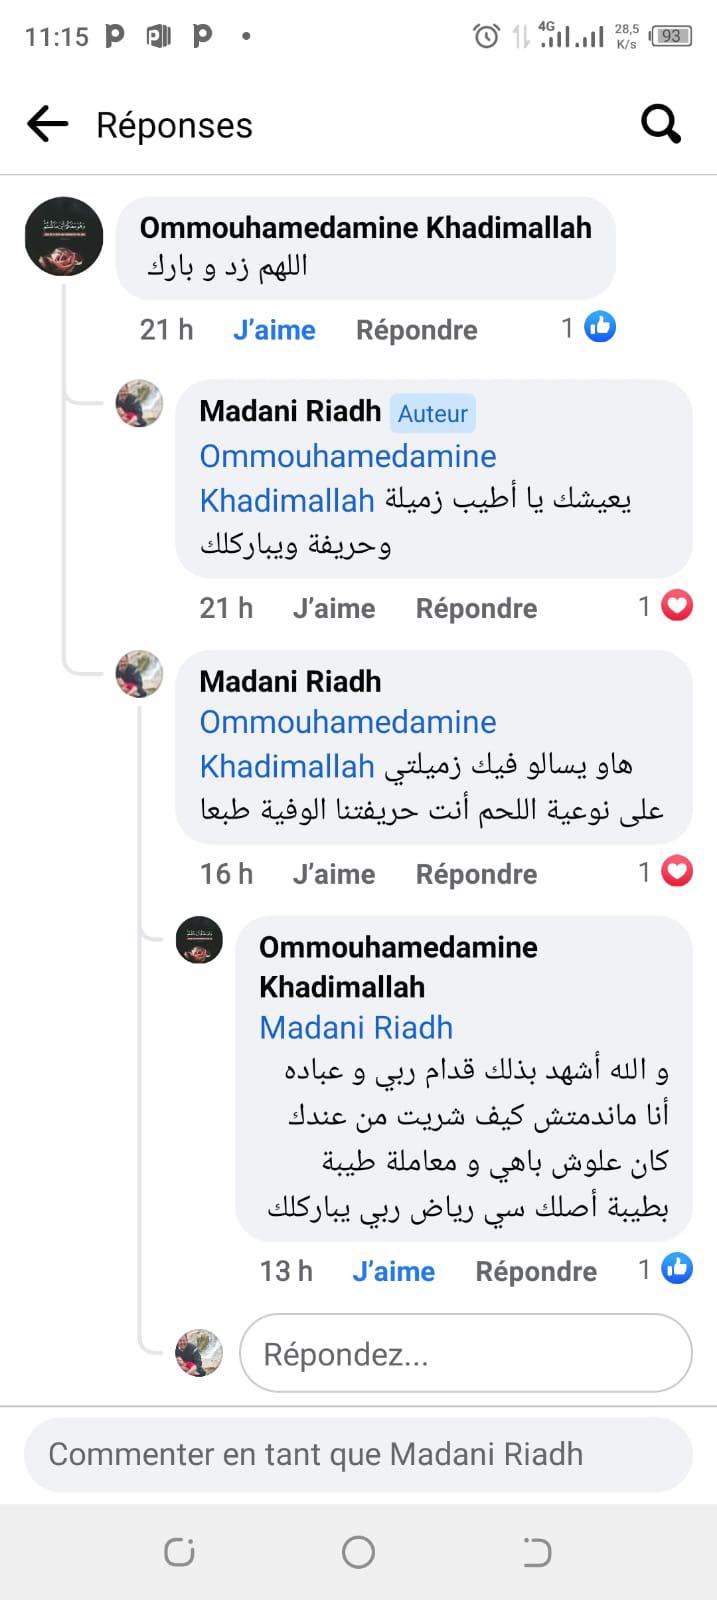 11:15
4G
28,5
K/s
93
Réponses
Ommouhamedamine Khadimallah
اللهم زد و بارك
21 h J’aime Répondre 1
Madani Riadh Auteur
Ommouhamedamine
Khadimallah يعيشك يا أطيب زميلة
وحريفة ويباركلك
21 h J’aime Répondre 1
Madani Riadh
Ommouhamedamine
Khadimallah هاو يسالو فيك زميلتي
على نوعية اللحم أنت حريفتنا الوفية طبعا
16 h J’aime Répondre 1
Ommouhamedamine
Khadimallah
Madani Riadh
و الله أشهد بذلك قدام ربي و عباده
أنا ماندمتش كيف شريت من عندك
كان علوش باهي و معاملة طيبة
بطيبة أصلك سي رياض ربي يباركلك
13 h J’aime Répondre 1
Répondez...
Commenter en tant que Madani Riadh